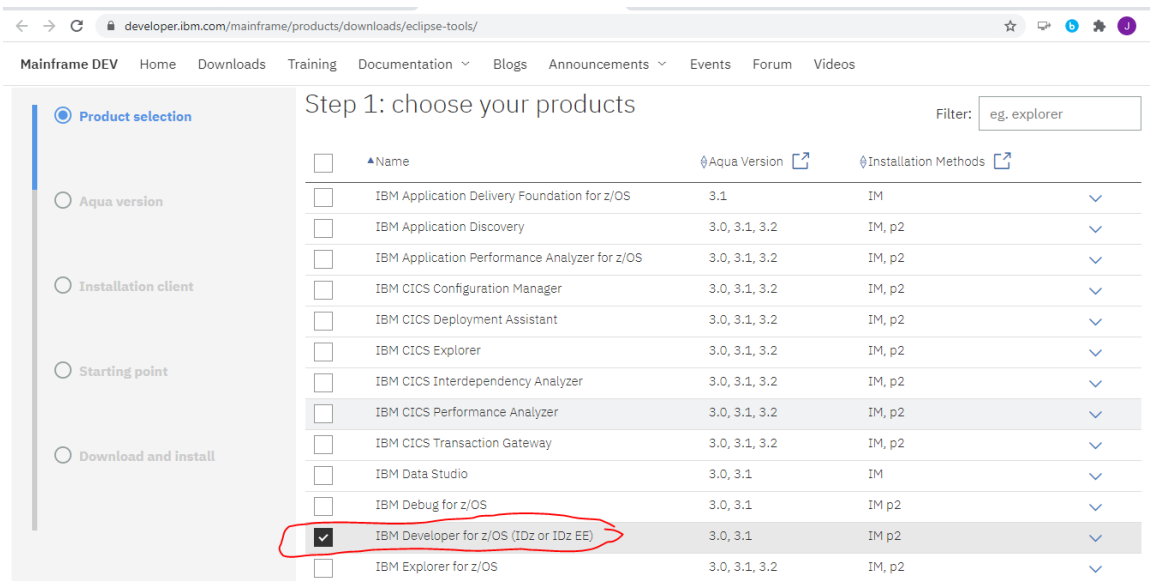 developer.ibm.com/mainframe/products/downloads/eclipse-tools/
J
Mainframe DEV Home Downloads Training Documentation Blogs Announcements Events Forum Videos
Product selection
Aqua version
Installation client
Starting point
Download and install
Step 1: choose your products
Filter: eg. explorer
Name Aqua Version Installation Methods
IBM Application Delivery Foundation for z/OS 3.1 IM
IBM Application Discovery 3.0, 3.1, 3.2 IM, p2
IBM Application Performance Analyzer for z/OS 3.0, 3.1, 3.2 IM, p2
IBM CICS Configuration Manager 3.0, 3.1, 3.2 IM, p2
IBM CICS Deployment Assistant 3.0, 3.1, 3.2 IM, p2
IBM CICS Explorer 3.0, 3.1, 3.2 IM, p2
IBM CICS Interdependency Analyzer 3.0, 3.1, 3.2 IM, p2
IBM CICS Performance Analyzer 3.0, 3.1, 3.2 IM, p2
IBM CICS Transaction Gateway 3.0, 3.1, 3.2 IM, p2
IBM Data Studio 3.0, 3.1 IM
IBM Debug for z/OS 3.0, 3.1 IM p2
IBM Developer for z/OS (IDz or IDz EE) 3.0, 3.1 IM p2
IBM Explorer for z/OS 3.0, 3.1, 3.2 IM, p2